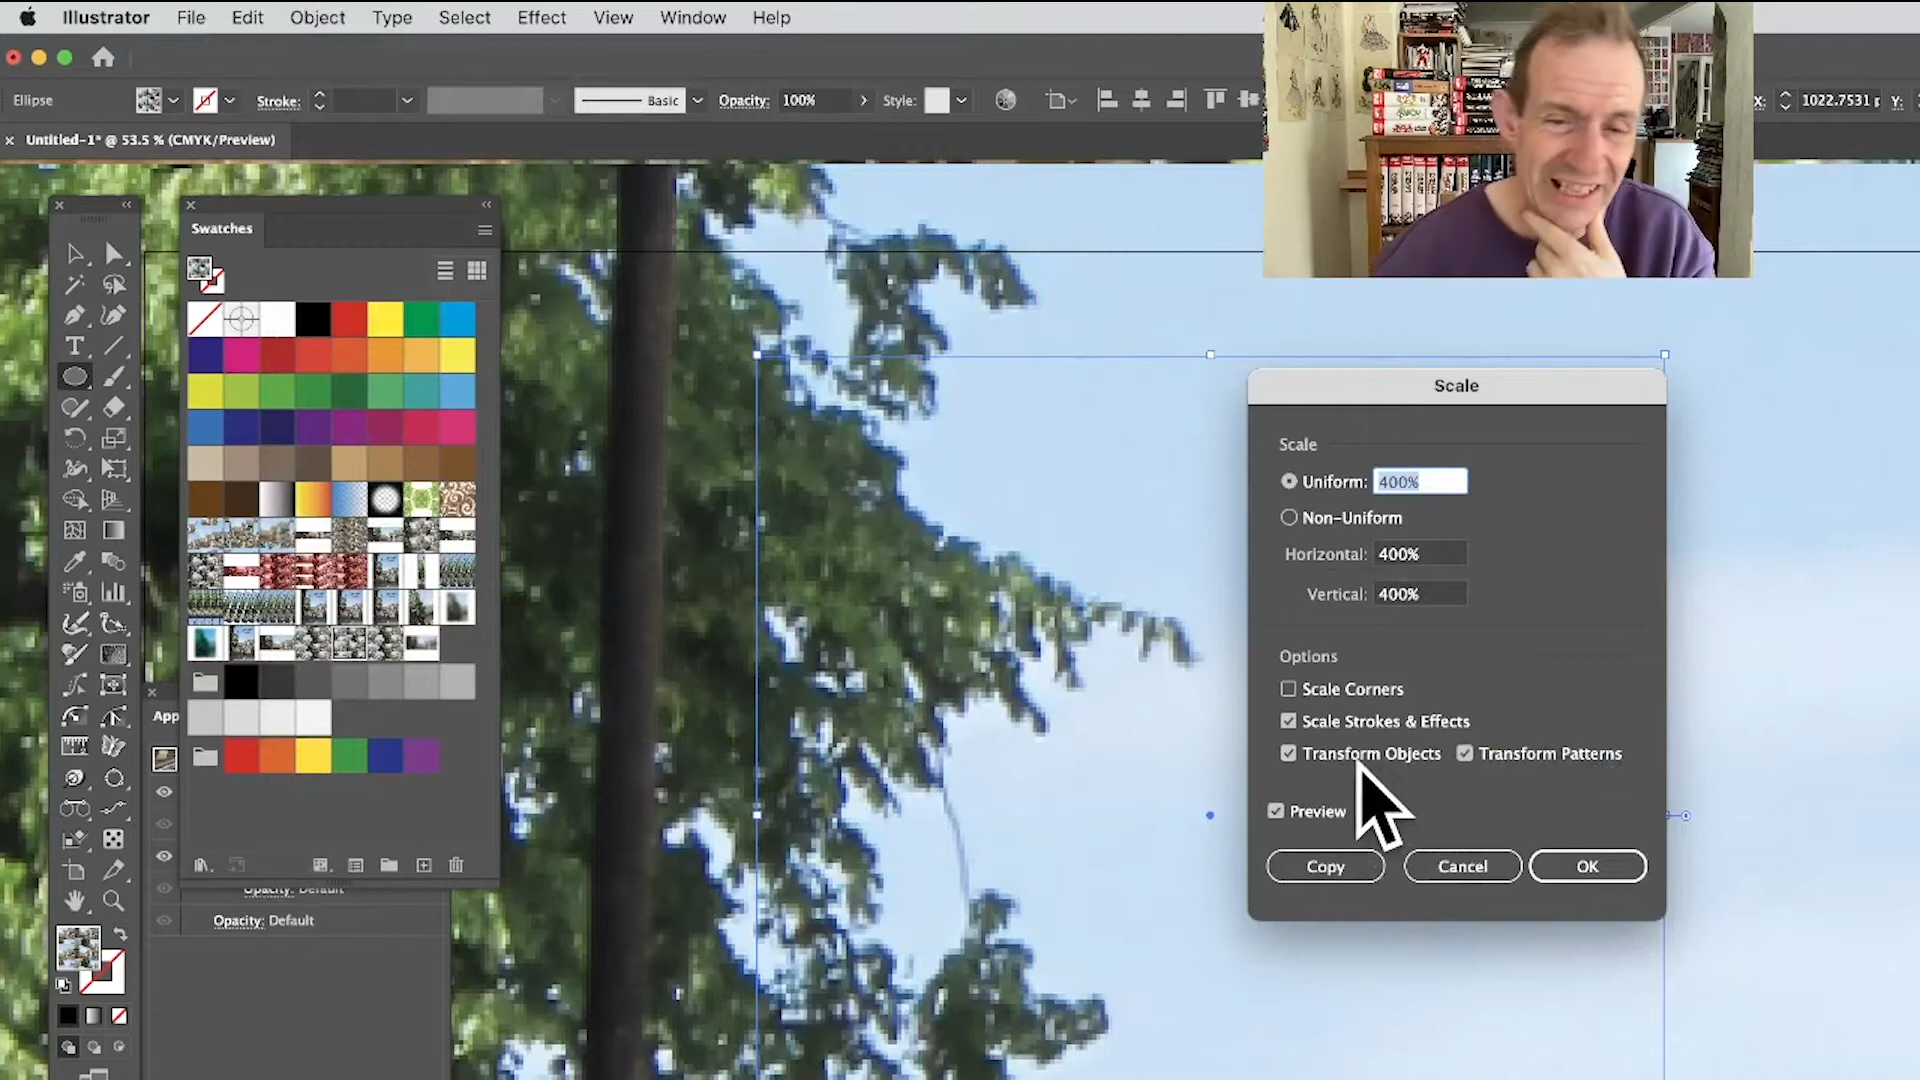 Illustrator File Edit Object Type Select Effect View Window Help
Ellipse Stroke: Basic Opacity: 100% Style: X: 1022.7531 Y:
× Untitled-1* @ 53.5 % (CMYK/Preview)
Swatches
App
Opacity: Default
Opacity: Default
Scale
Scale
Uniform: 400%
Non-Uniform
Horizontal: 400%
Vertical: 400%
Options
Scale Corners
Scale Strokes & Effects
Transform Objects Transform Patterns
Preview
Copy Cancel OK